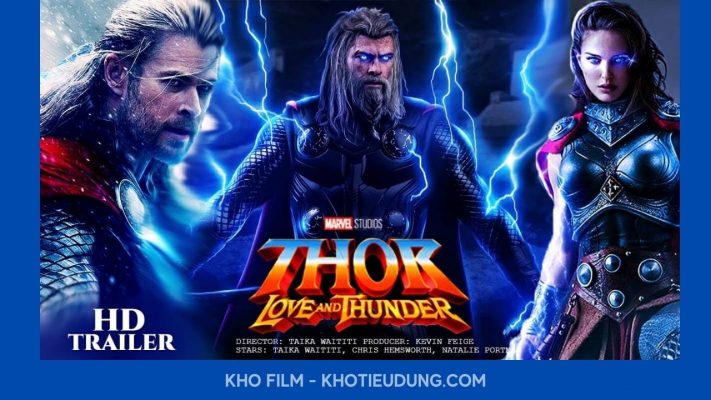 MARVEL STUDIOS
THOR
LOVE AND THUNDER
HD
TRAILER
DIRECTOR: TAIKA WAITITI PRODUCER: KEVIN FEIGE
STARS: TAIKA WAITITI, CHRIS HEMSWORTH, NATALIE PORTM
KHO FILM - KHOTIEUDUNG.COM